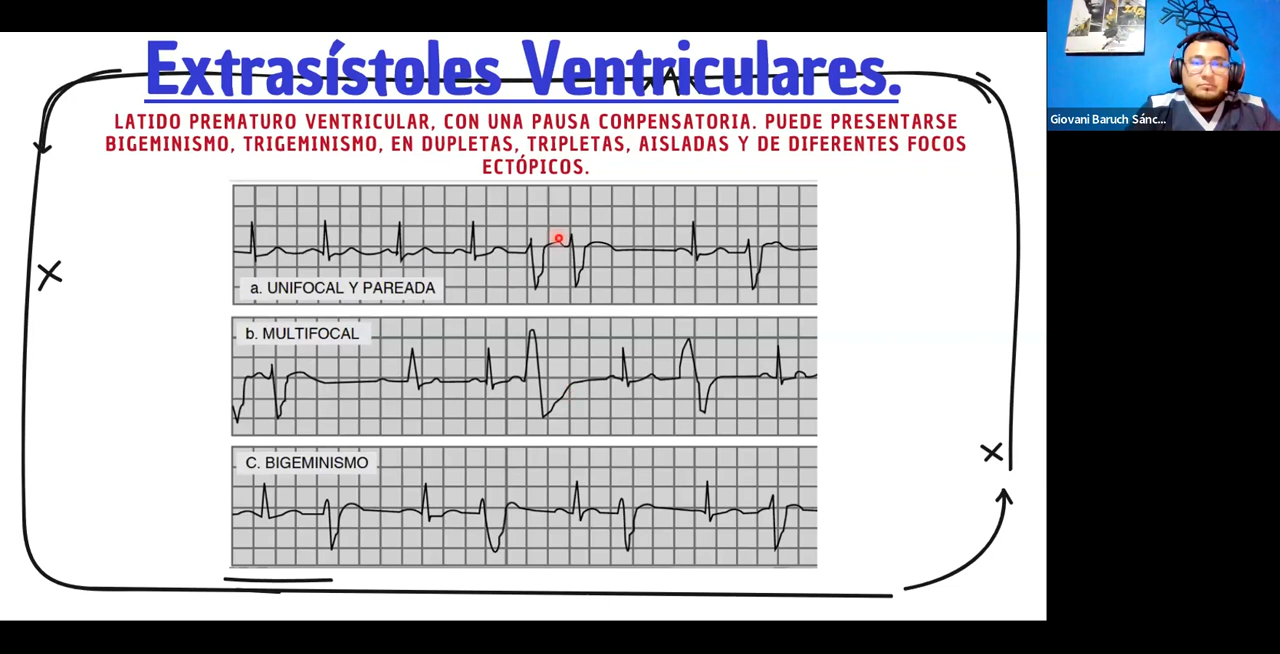 Extrasístoles Ventriculares.
LATIDO PREMATURO VENTRICULAR, CON UNA PAUSA COMPENSATORIA. PUEDE PRESENTARSE
BIGEMINISMO, TRIGEMINISMO, EN DUPLETAS, TRIPLETAS, AISLADAS Y DE DIFERENTES FOCOS
ECTÓPICOS.
a. UNIFOCAL Y PAREADA
b. MULTIFOCAL
C. BIGEMINISMO
Giovani Baruch Sánc...